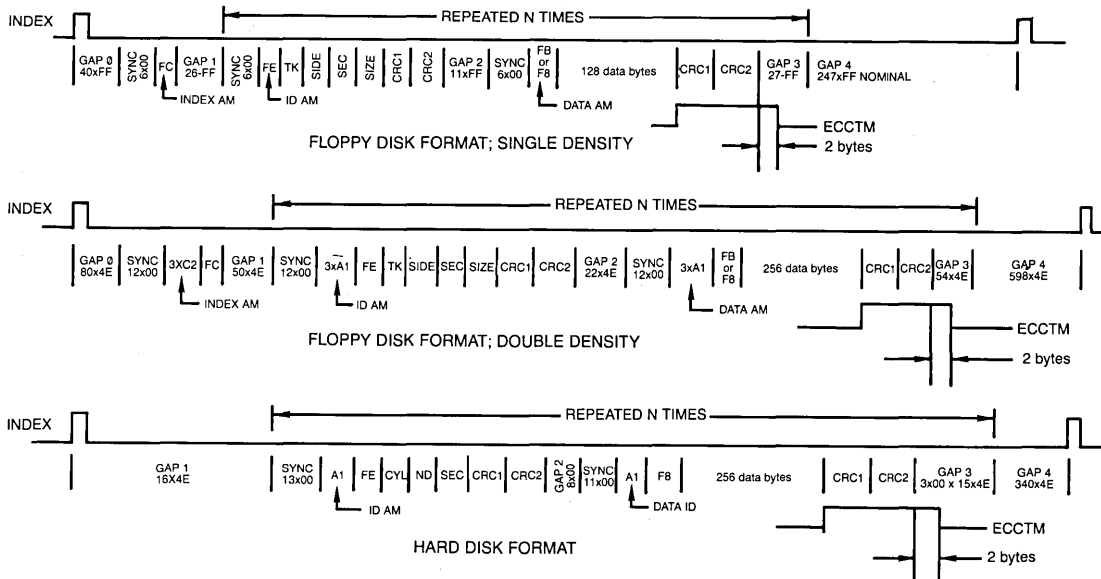 REPEATED N TIMES
INDEX
GAP 0 40xFF
SYNC 6x00
FC
GAP 1 26-FF
SYNC 6x00
FE
TK
SIDE
SEC
SIZE
CRC1
CRC2
GAP 2 11xFF
SYNC 6x00
FB or F8
128 data bytes
CRC1
CRC2
GAP 3 27-FF
GAP 4 247xFF NOMINAL
INDEX AM
ID AM
DATA AM
ECCTM
2 bytes
FLOPPY DISK FORMAT; SINGLE DENSITY
INDEX
REPEATED N TIMES
GAP 0 80x4E
SYNC 12x00
3XC2
FC
GAP 1 50x4E
SYNC 12x00
3xA1
FE
TK
SIDE
SEC
SIZE
CRC1
CRC2
GAP 2 22x4E
SYNC 12x00
3xA1
FB or F8
256 data bytes
CRC1
CRC2
GAP 3 54x4E
GAP 4 598x4E
INDEX AM
ID AM
DATA AM
ECCTM
2 bytes
FLOPPY DISK FORMAT; DOUBLE DENSITY
REPEATED N TIMES
INDEX
GAP 1 16X4E
SYNC 13x00
A1
FE
CYL
ND
SEC
CRC1
CRC2
GAP 2 8x00
SYNC 11x00
A1
F8
256 data bytes
CRC1
CRC2
GAP 3 3x00 x 15x4E
GAP 4 340x4E
ID AM
DATA ID
ECCTM
2 bytes
HARD DISK FORMAT